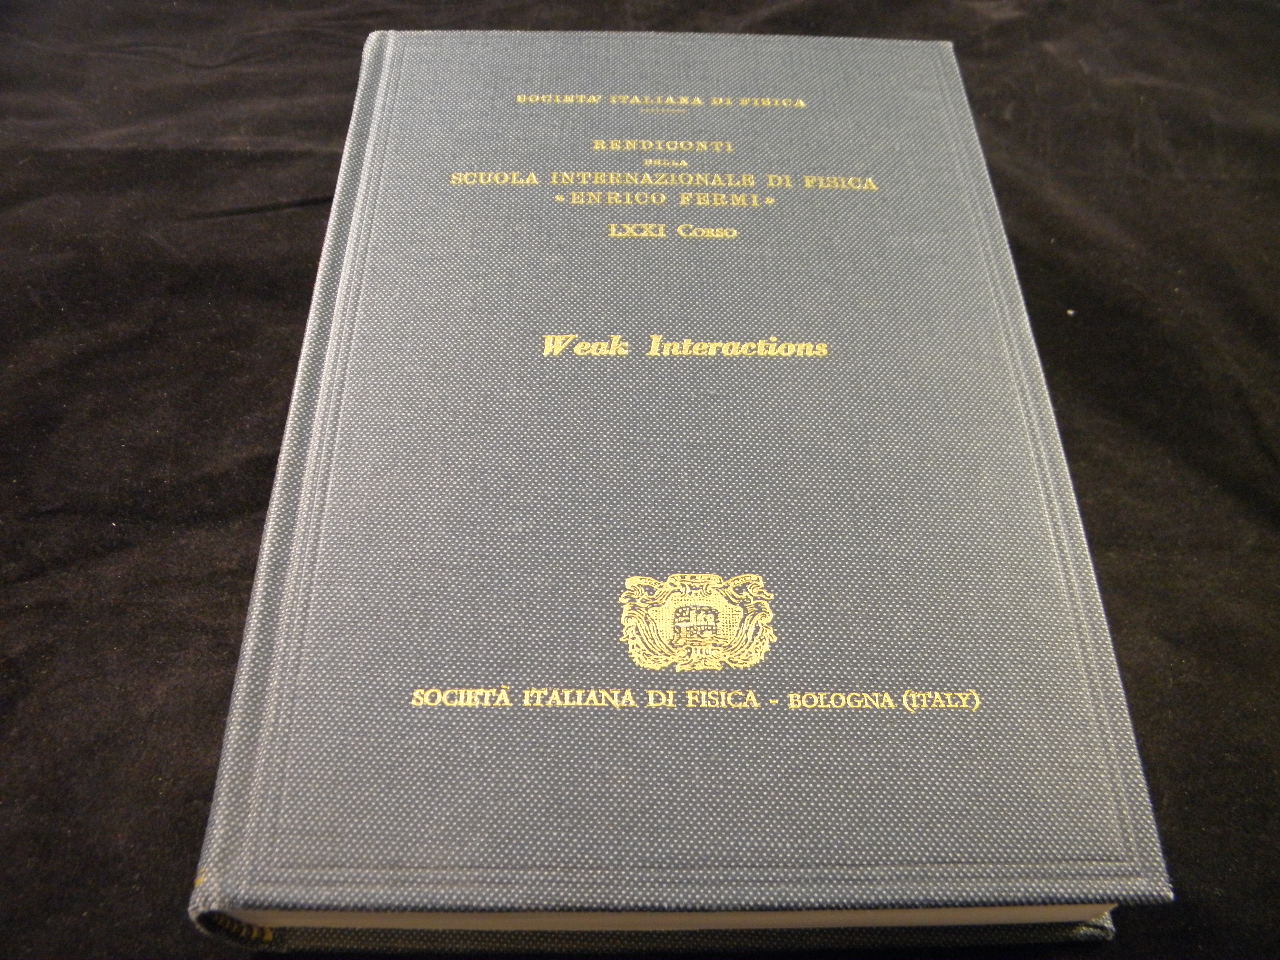 SOCIETA' ITALIANA DI FISICA
RENDICONTI
DELLA
SCUOLA INTERNAZIONALE DI FISICA
«ENRICO FERMI»
LXXI CORSO
Weak Interactions
SOCIETÀ ITALIANA DI FISICA - BOLOGNA (ITALY)